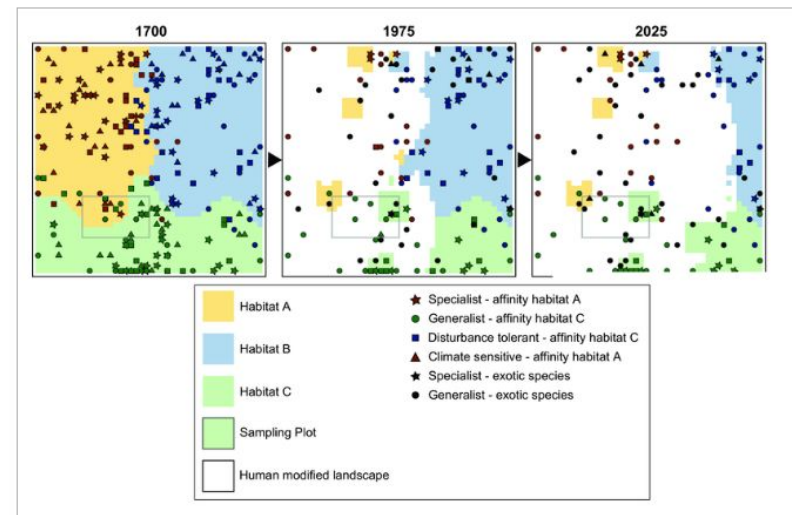 1700
1975
2025
Habitat A
Habitat B
Habitat C
Sampling Plot
Human modified landscape
Specialist - affinity habitat A
Generalist - affinity habitat C
Disturbance tolerant - affinity habitat C
Climate sensitive - affinity habitat A
Specialist - exotic species
Generalist - exotic species